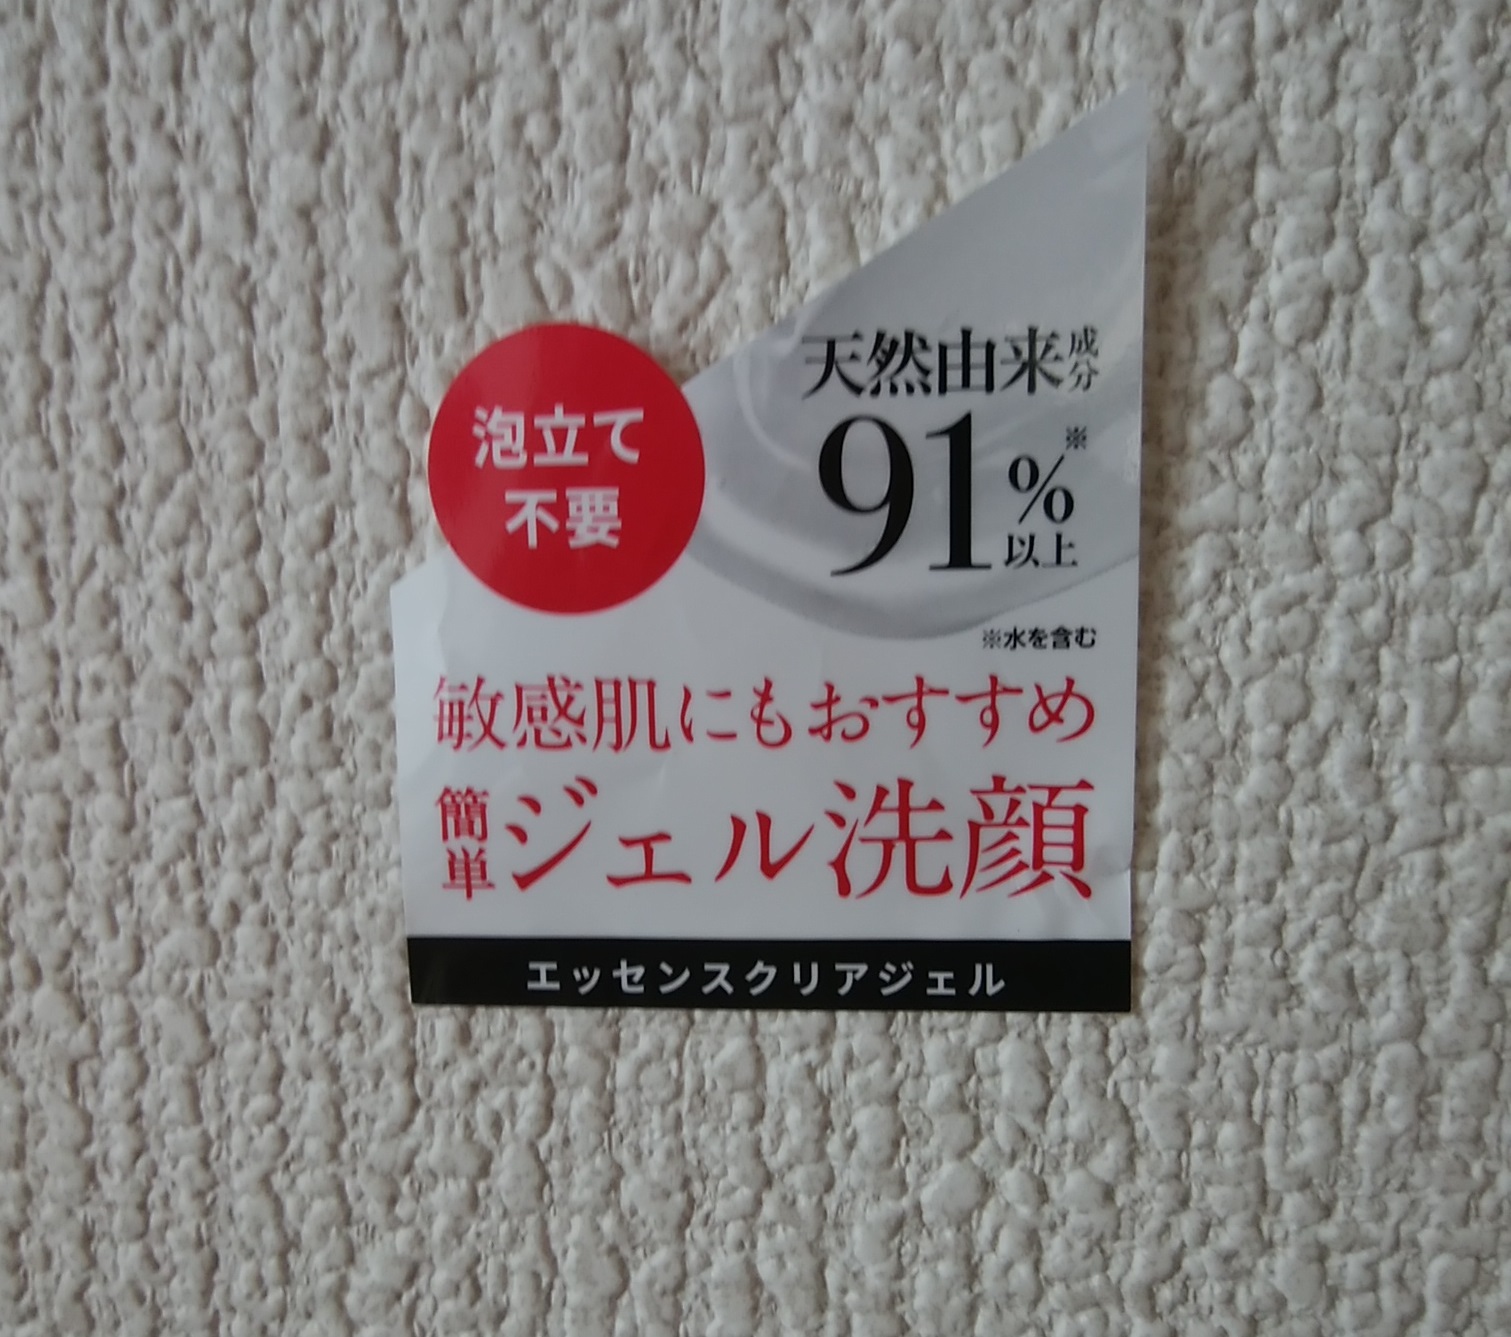 泡立て
不要
天然由来成分
91%※以上
※水を含む
敏感肌にもおすすめ
簡単ジェル洗顔
エッセンスクリアジェル